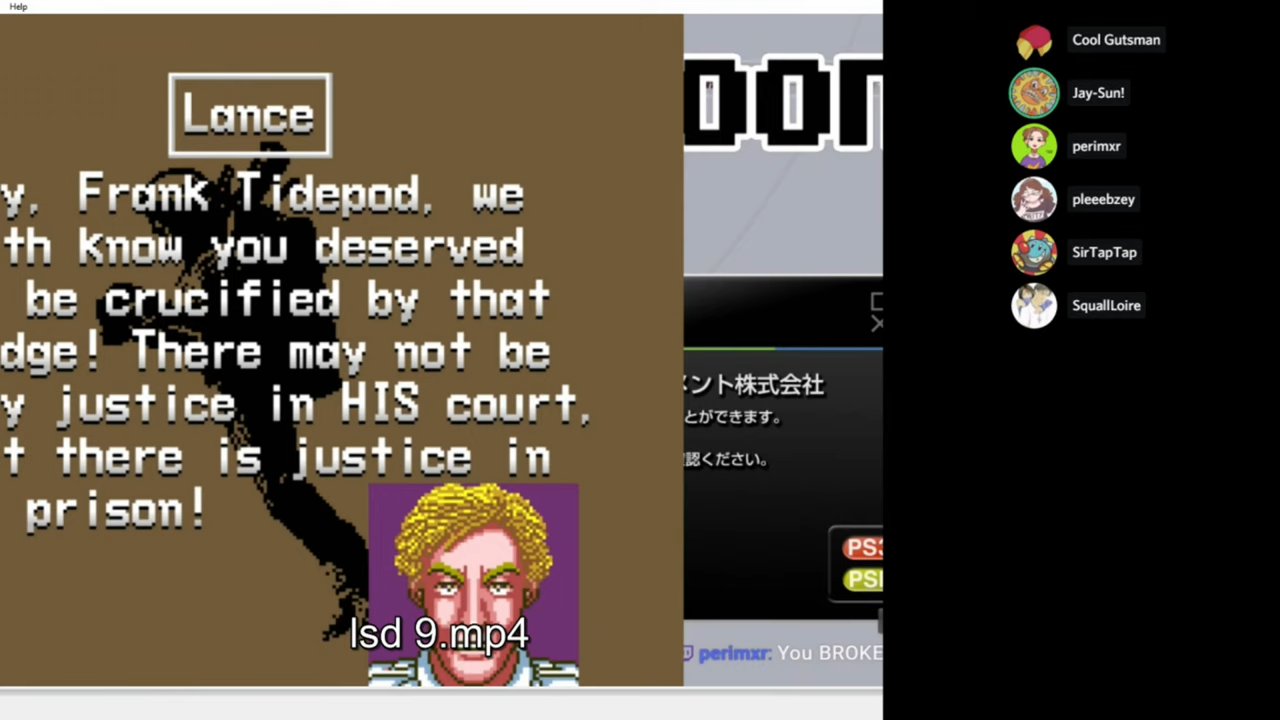 Help
Lance
y, Frank Tidepod, we
th know you deserved
be crucified by that
dge! There may not be
y justice in HIS court,
t there is justice in
prison!
lsd 9.mp4
oon
ント株式会社
とができます。
認ください。
PS3
PS
perimxr: You BROKE
Cool Gutsman
Jay-Sun!
perimxr
pleeebzey
SirTapTap
SquallLoire